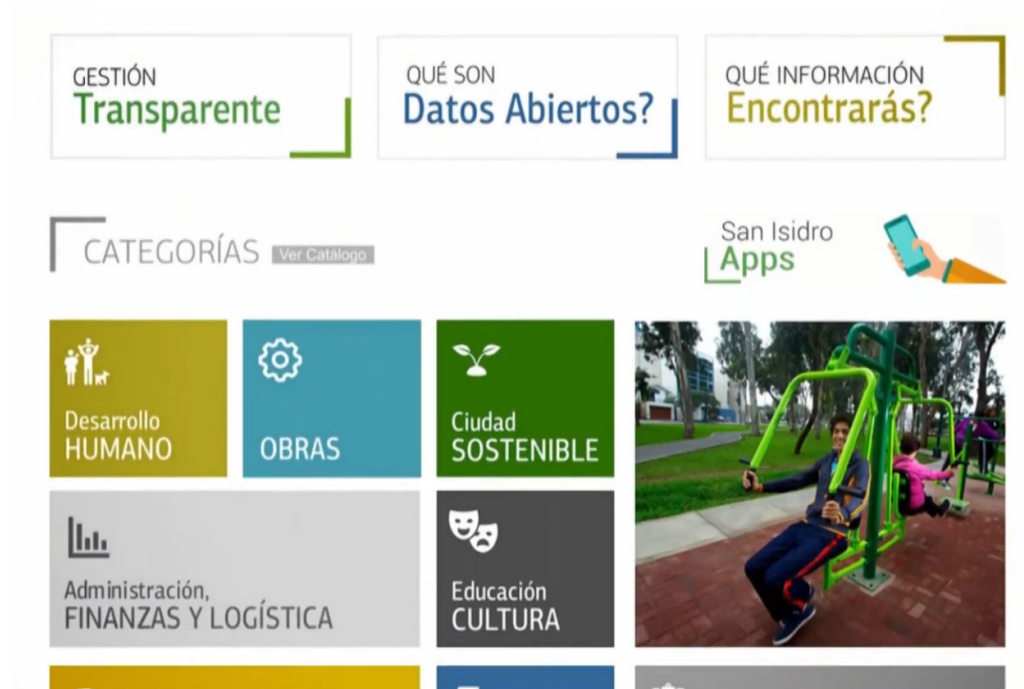 GESTIÓN
Transparente
QUÉ SON
Datos Abiertos?
QUÉ INFORMACIÓN
Encontrarás?
CATEGORÍAS Ver Catálogo
San Isidro
Apps
Desarrollo
HUMANO
OBRAS
Ciudad
SOSTENIBLE
Administración,
FINANZAS Y LOGÍSTICA
Educación
CULTURA